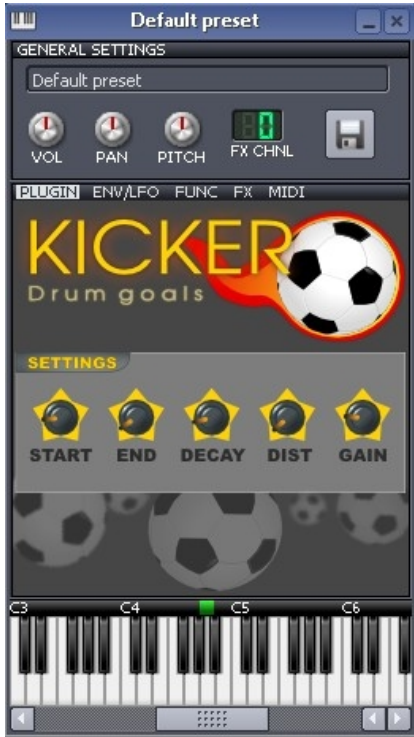 Default preset
GENERAL SETTINGS
Default preset
VOL PAN PITCH FX CHNL
0
PLUGIN ENV/LFO FUNC FX MIDI
KICKER
Drum goals
SETTINGS
START END DECAY DIST GAIN
C3 C4 C5 C6